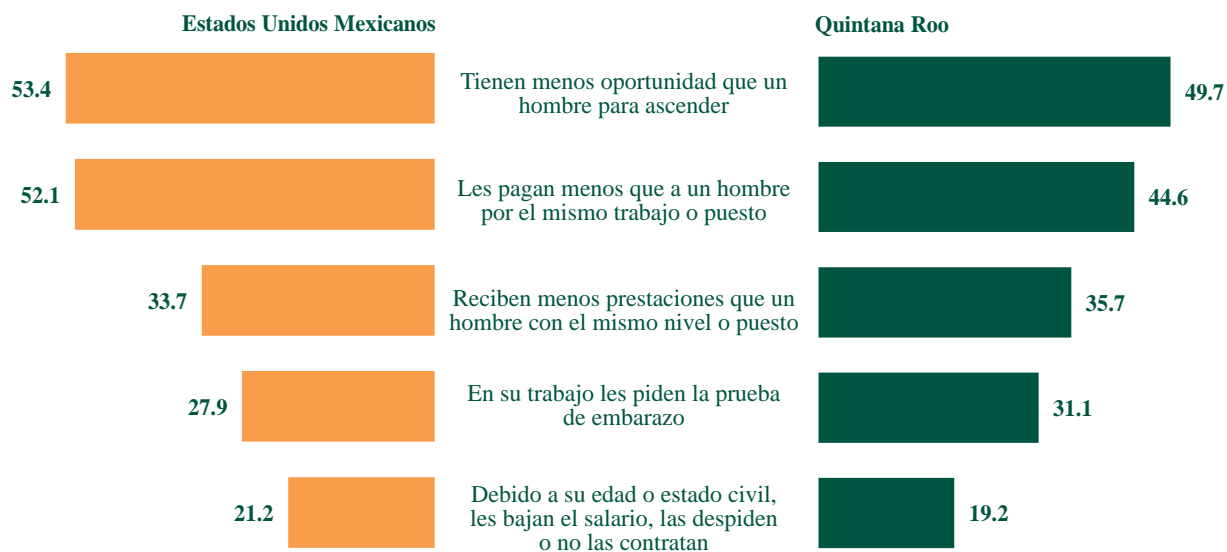 Estados Unidos Mexicanos
Quintana Roo
53.4
Tienen menos oportunidad que un
hombre para ascender
49.7
52.1
Les pagan menos que a un hombre
por el mismo trabajo o puesto
44.6
33.7
Reciben menos prestaciones que un
hombre con el mismo nivel o puesto
35.7
27.9
En su trabajo les piden la prueba
de embarazo
31.1
21.2
Debido a su edad o estado civil,
les bajan el salario, las despiden
o no las contratan
19.2